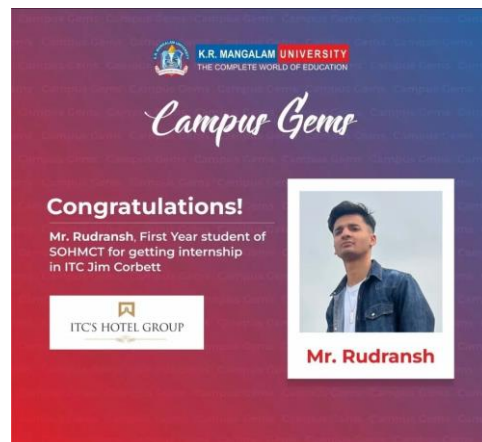 K.R. MANGALAM UNIVERSITY
THE COMPLETE WORLD OF EDUCATION
Campus Gems
Congratulations!
Mr. Rudransh, First Year student of
SOHMCT for getting internship
in ITC Jim Corbett
ITC'S HOTEL GROUP
Mr. Rudransh